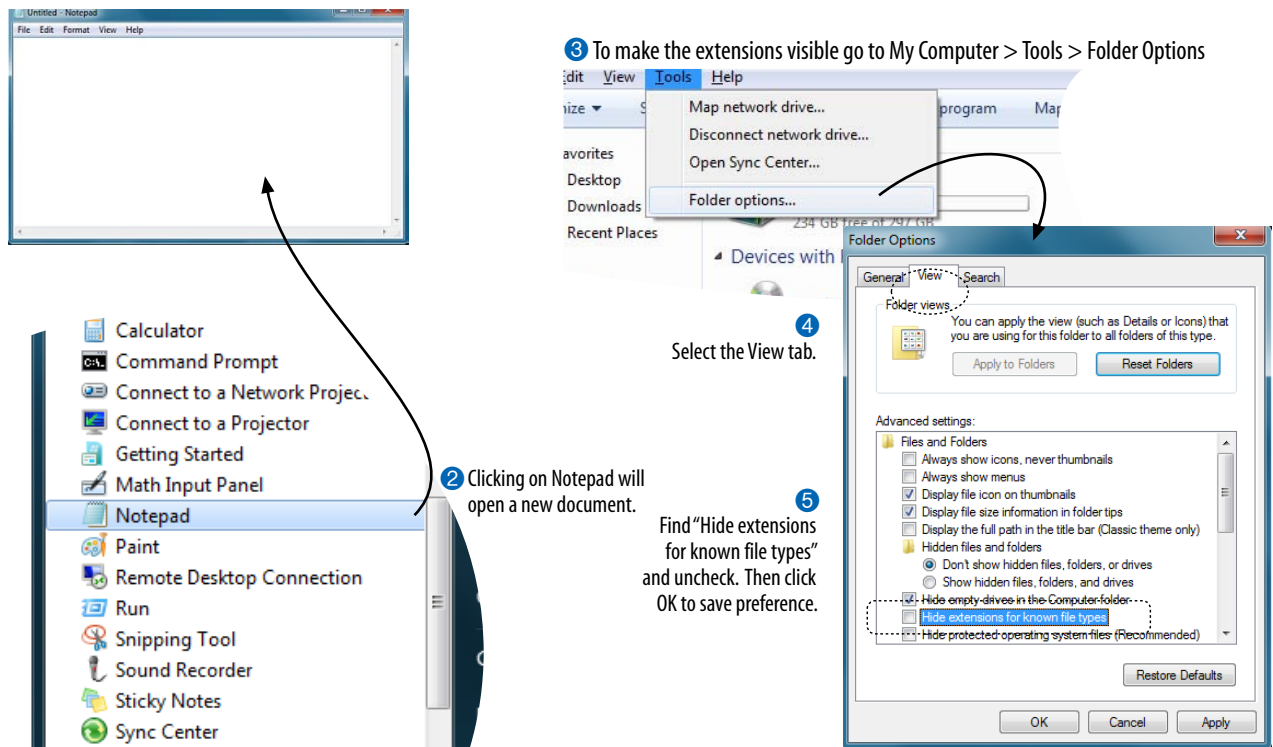 Untitled - Notepad
File Edit Format View Help
3 To make the extensions visible go to My Computer > Tools > Folder Options
Edit View Tools Help
Map network drive...
Disconnect network drive...
Open Sync Center...
Folder options...
program
avorites
Desktop
Downloads
Recent Places
234 GB free of 297 GB
Devices with
Folder Options
General View Search
Folder views
You can apply the view (such as Details or Icons) that
you are using for this folder to all folders of this type.
Apply to Folders Reset Folders
4
Select the View tab.
Advanced settings:
Files and Folders
Always show icons, never thumbnails
Always show menus
Display file icon on thumbnails
Display file size information in folder tips
Display the full path in the title bar (Classic theme only)
Hidden files and folders
Don't show hidden files, folders, or drives
Show hidden files, folders, and drives
Hide empty drives in the Computer folder
Hide extensions for known file types
Hide protected operating system files (Recommended)
Restore Defaults
OK Cancel Apply
Calculator
Command Prompt
Connect to a Network Projec
Connect to a Projector
Getting Started
Math Input Panel
Notepad
Paint
Remote Desktop Connection
Run
Snipping Tool
Sound Recorder
Sticky Notes
Sync Center
2 Clicking on Notepad will
open a new document.
5
Find "Hide extensions
for known file types"
and uncheck. Then click
OK to save preference.